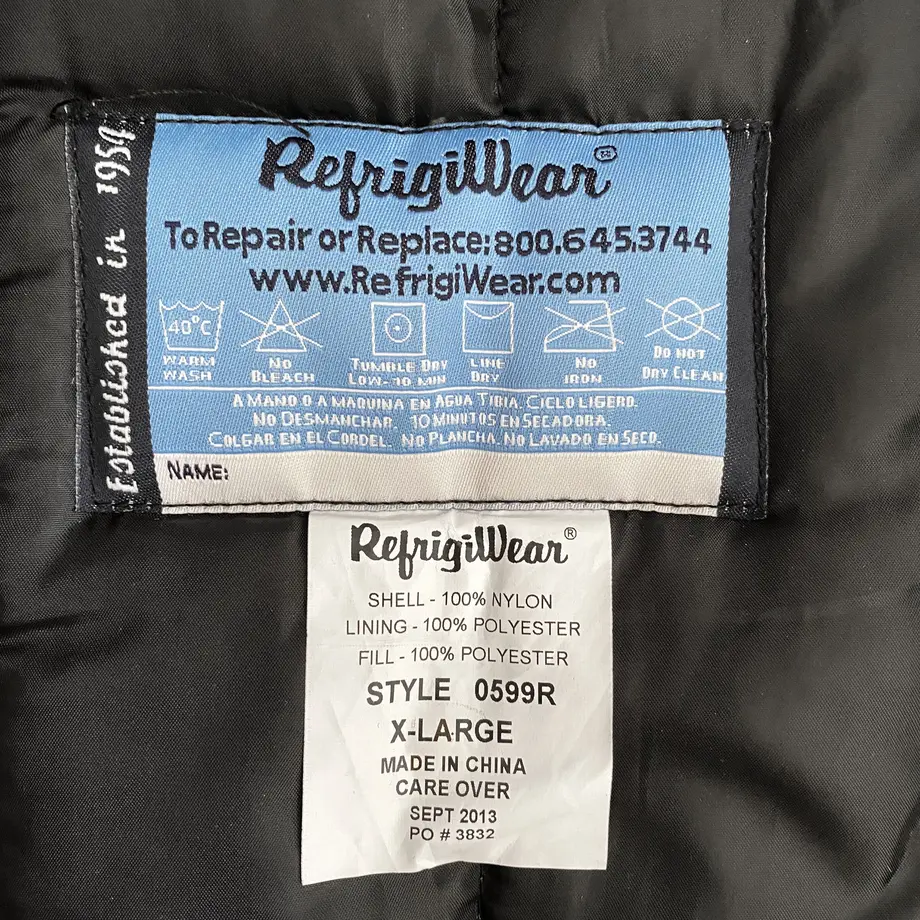 Established in 1954
RefrigiWear®
To Repair or Replace: 800.645.3744
www.RefrigiWear.com
40°C
WARM WASH
NO BLEACH
TUMBLE DRY LOW-10 MIN
LINE DRY
NO IRON
DO NOT DRY CLEAN
A MANO O A MAQUINA EN AGUA TIBIA. CICLO LIGERO.
NO DESMANCHAR. 10 MINUTOS EN SECADORA.
COLGAR EN EL CORDEL. NO PLANCHA. NO LAVADO EN SECO.
NAME:
RefrigiWear®
SHELL - 100% NYLON
LINING - 100% POLYESTER
FILL - 100% POLYESTER
STYLE 0599R
X-LARGE
MADE IN CHINA
CARE OVER
SEPT 2013
PO # 3832